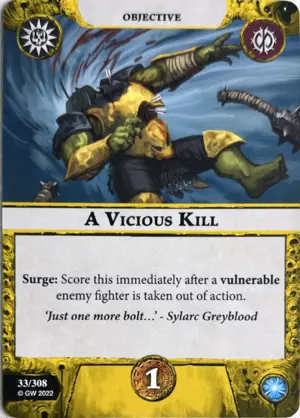 OBJECTIVE
A VICIOUS KILL
Surge: Score this immediately after a vulnerable
enemy fighter is taken out of action.
‘Just one more bolt…’ - Sylarc Greyblood
33/308
© GW 2022
1